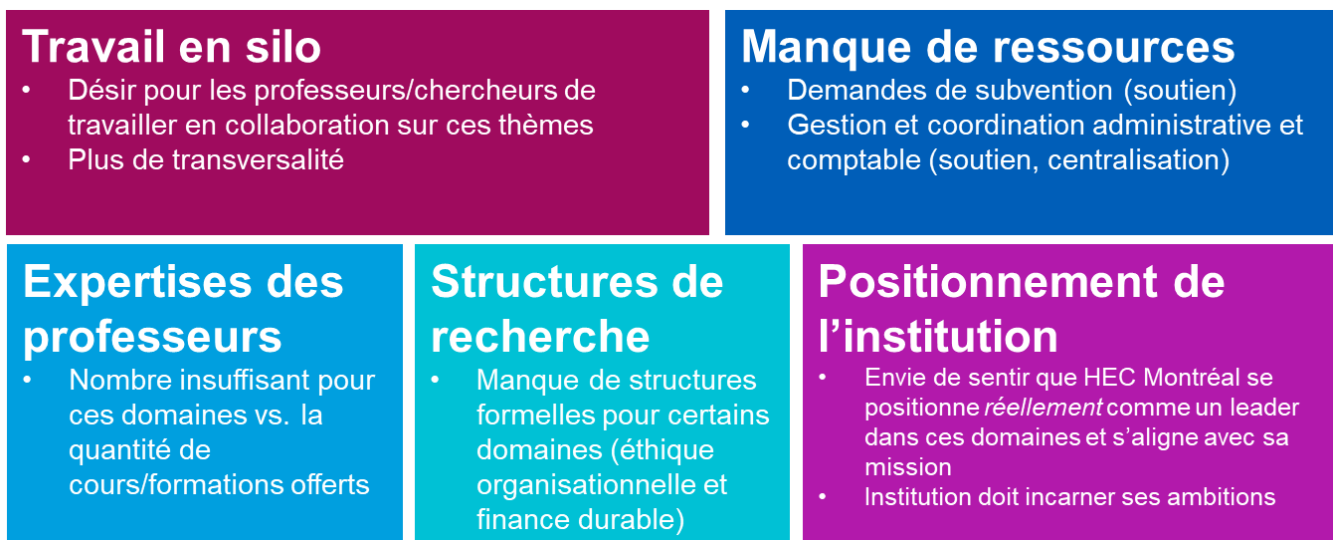 Travail en silo
• Désir pour les professeurs/chercheurs de
travailler en collaboration sur ces thèmes
• Plus de transversalité
Manque de ressources
• Demandes de subvention (soutien)
• Gestion et coordination administrative et
comptable (soutien, centralisation)
Expertises des
professeurs
• Nombre insuffisant pour
ces domaines vs. la
quantité de
cours/formations offerts
Structures de
recherche
• Manque de structures
formelles pour certains
domaines (éthique
organisationnelle et
finance durable)
Positionnement de
l’institution
• Envie de sentir que HEC Montréal se
positionne réellement comme un leader
dans ces domaines et s’aligne avec sa
mission
• Institution doit incarner ses ambitions